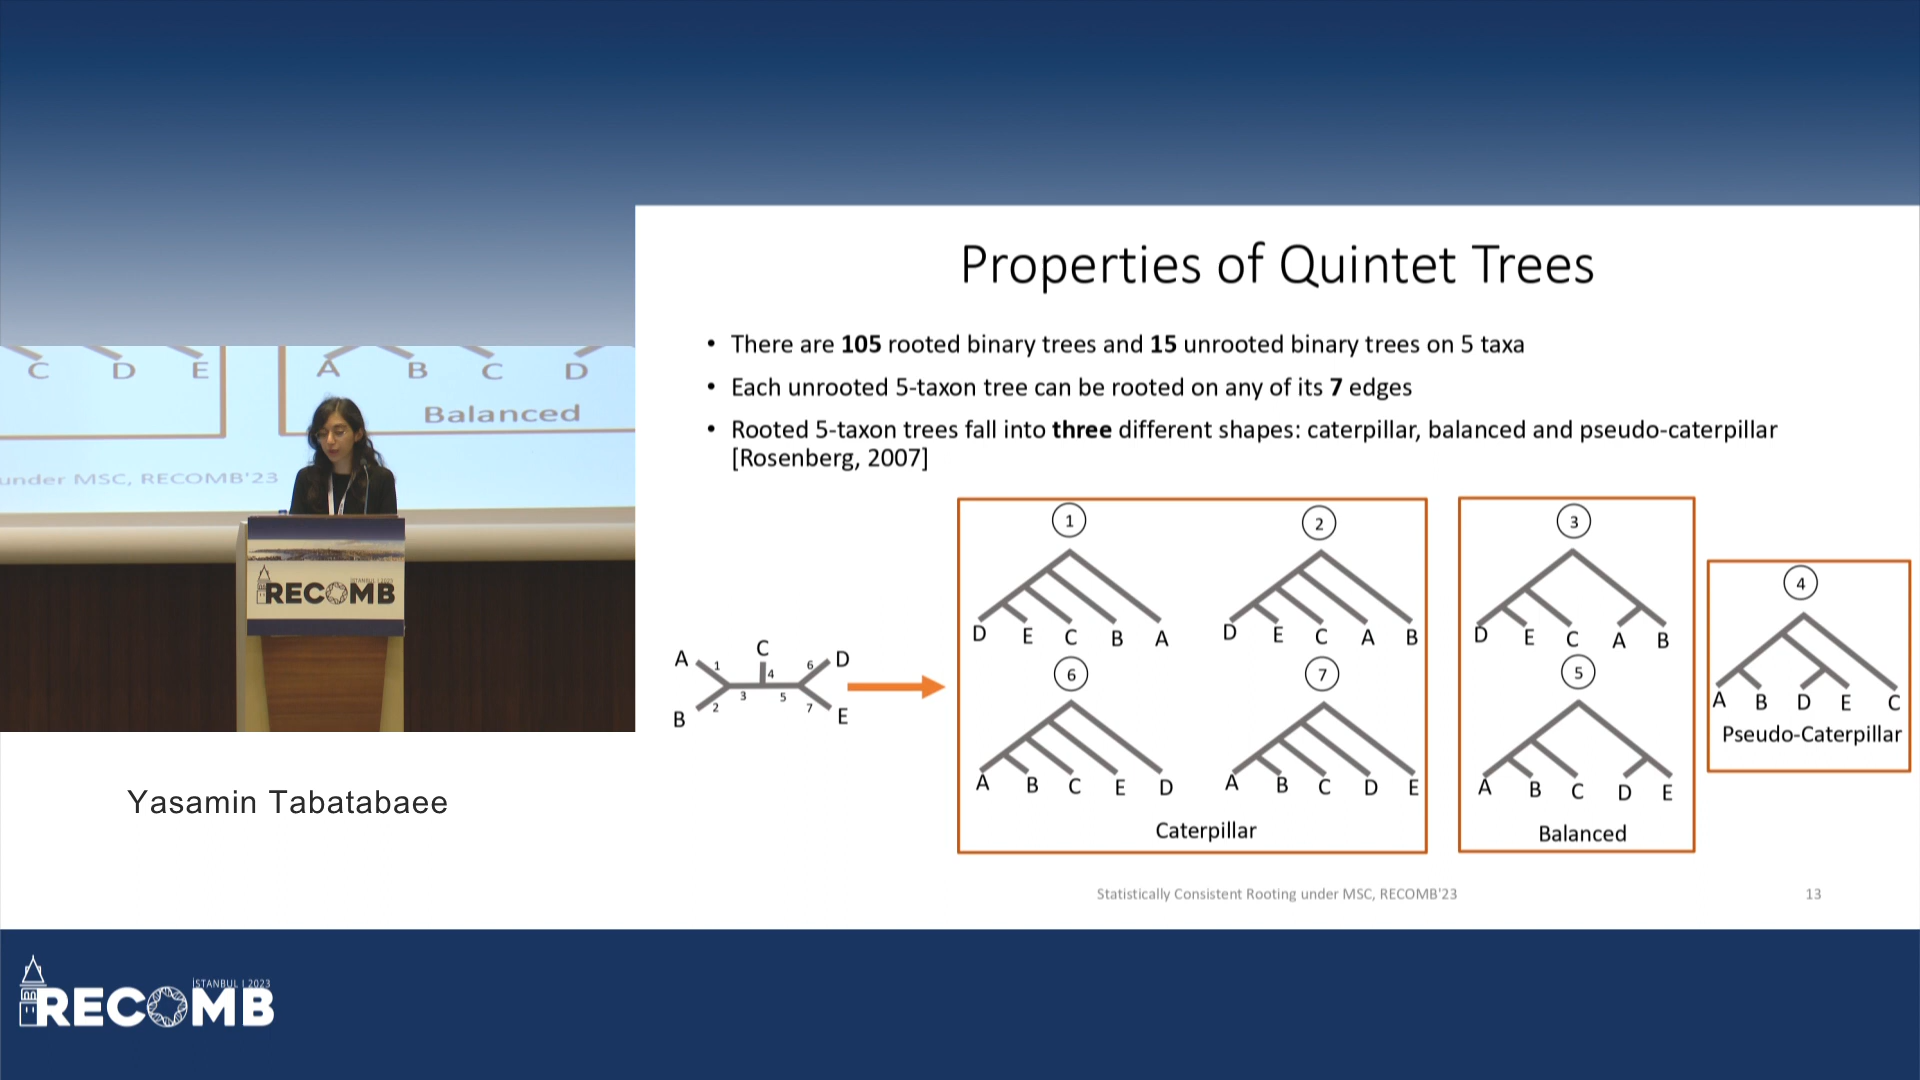 Properties of Quintet Trees
• There are 105 rooted binary trees and 15 unrooted binary trees on 5 taxa
• Each unrooted 5-taxon tree can be rooted on any of its 7 edges
• Rooted 5-taxon trees fall into three different shapes: caterpillar, balanced and pseudo-caterpillar
[Rosenberg, 2007]
A B C D E
1 2 3 4 5 6 7
1
D E C B A
2
D E C A B
6
A B C E D
7
A B C D E
Caterpillar
3
D E C A B
5
A B C D E
Balanced
4
A B D E C
Pseudo-Caterpillar
Statistically Consistent Rooting under MSC, RECOMB'23
13
C D E
A B C D
Balanced
under MSC, RECOMB'23
ISTANBUL | 2023
RECOMB
Yasamin Tabatabaee
İSTANBUL | 2023
RECOMB